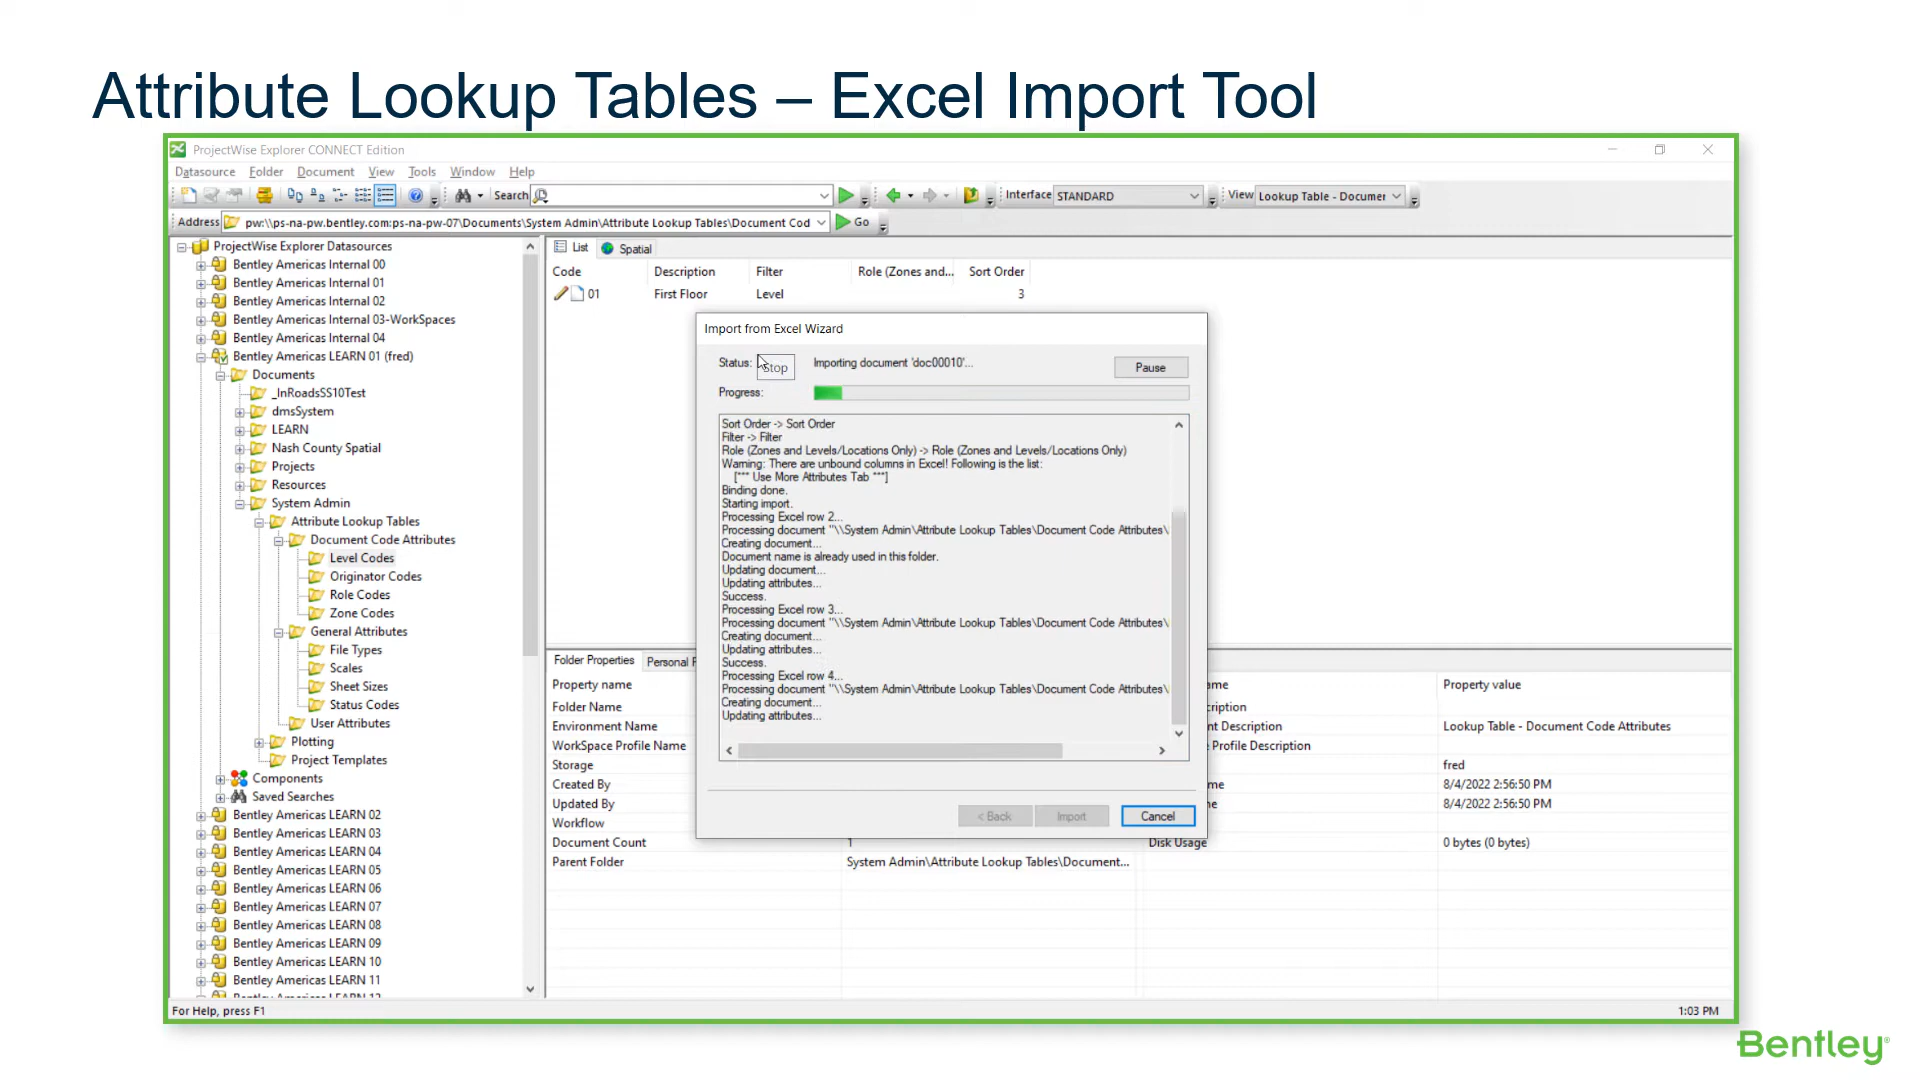 Attribute Lookup Tables – Excel Import Tool
ProjectWise Explorer CONNECT Edition
Datasource Folder Document View Tools Window Help
Search Interface STANDARD View Lookup Table - Documer
Address pw:\\ps-na-pw.bentley.com:ps-na-pw-07\Documents\System Admin\Attribute Lookup Tables\Document Cod Go
ProjectWise Explorer Datasources
Bentley Americas Internal 00
Bentley Americas Internal 01
Bentley Americas Internal 02
Bentley Americas Internal 03-WorkSpaces
Bentley Americas Internal 04
Bentley Americas LEARN 01 (fred)
Documents
_InRoadsSS10Test
dmsSystem
LEARN
Nash County Spatial
Projects
Resources
System Admin
Attribute Lookup Tables
Document Code Attributes
Level Codes
Originator Codes
Role Codes
Zone Codes
General Attributes
File Types
Scales
Sheet Sizes
Status Codes
User Attributes
Plotting
Project Templates
Components
Saved Searches
Bentley Americas LEARN 02
Bentley Americas LEARN 03
Bentley Americas LEARN 04
Bentley Americas LEARN 05
Bentley Americas LEARN 06
Bentley Americas LEARN 07
Bentley Americas LEARN 08
Bentley Americas LEARN 09
Bentley Americas LEARN 10
Bentley Americas LEARN 11
List Spatial
Code Description Filter Role (Zones and... Sort Order
01 First Floor Level 3
Import from Excel Wizard
Status: Stop Importing document 'doc00010'... Pause
Progress:
Sort Order -> Sort Order
Filter -> Filter
Role (Zones and Levels/Locations Only) -> Role (Zones and Levels/Locations Only)
Warning: There are unbound columns in Excel! Following is the list:
[*** Use More Attributes Tab ***]
Binding done.
Starting import.
Processing Excel row 2...
Processing document "\\System Admin\Attribute Lookup Tables\Document Code Attributes\
Creating document...
Document name is already used in this folder.
Updating document...
Updating attributes...
Success.
Processing Excel row 3...
Processing document "\\System Admin\Attribute Lookup Tables\Document Code Attributes\
Creating document...
Updating attributes...
Success.
Processing Excel row 4...
Processing document "\\System Admin\Attribute Lookup Tables\Document Code Attributes\
Creating document...
Updating attributes...
< Back Import Cancel
Folder Properties Personal P
Property name ame Property value
Folder Name cription
Environment Name nt Description Lookup Table - Document Code Attributes
WorkSpace Profile Name Profile Description
Storage fred
Created By me 8/4/2022 2:56:50 PM
Updated By e 8/4/2022 2:56:50 PM
Workflow
Document Count 1 Disk Usage 0 bytes (0 bytes)
Parent Folder System Admin\Attribute Lookup Tables\Document...
For Help, press F1 1:03 PM
Bentley